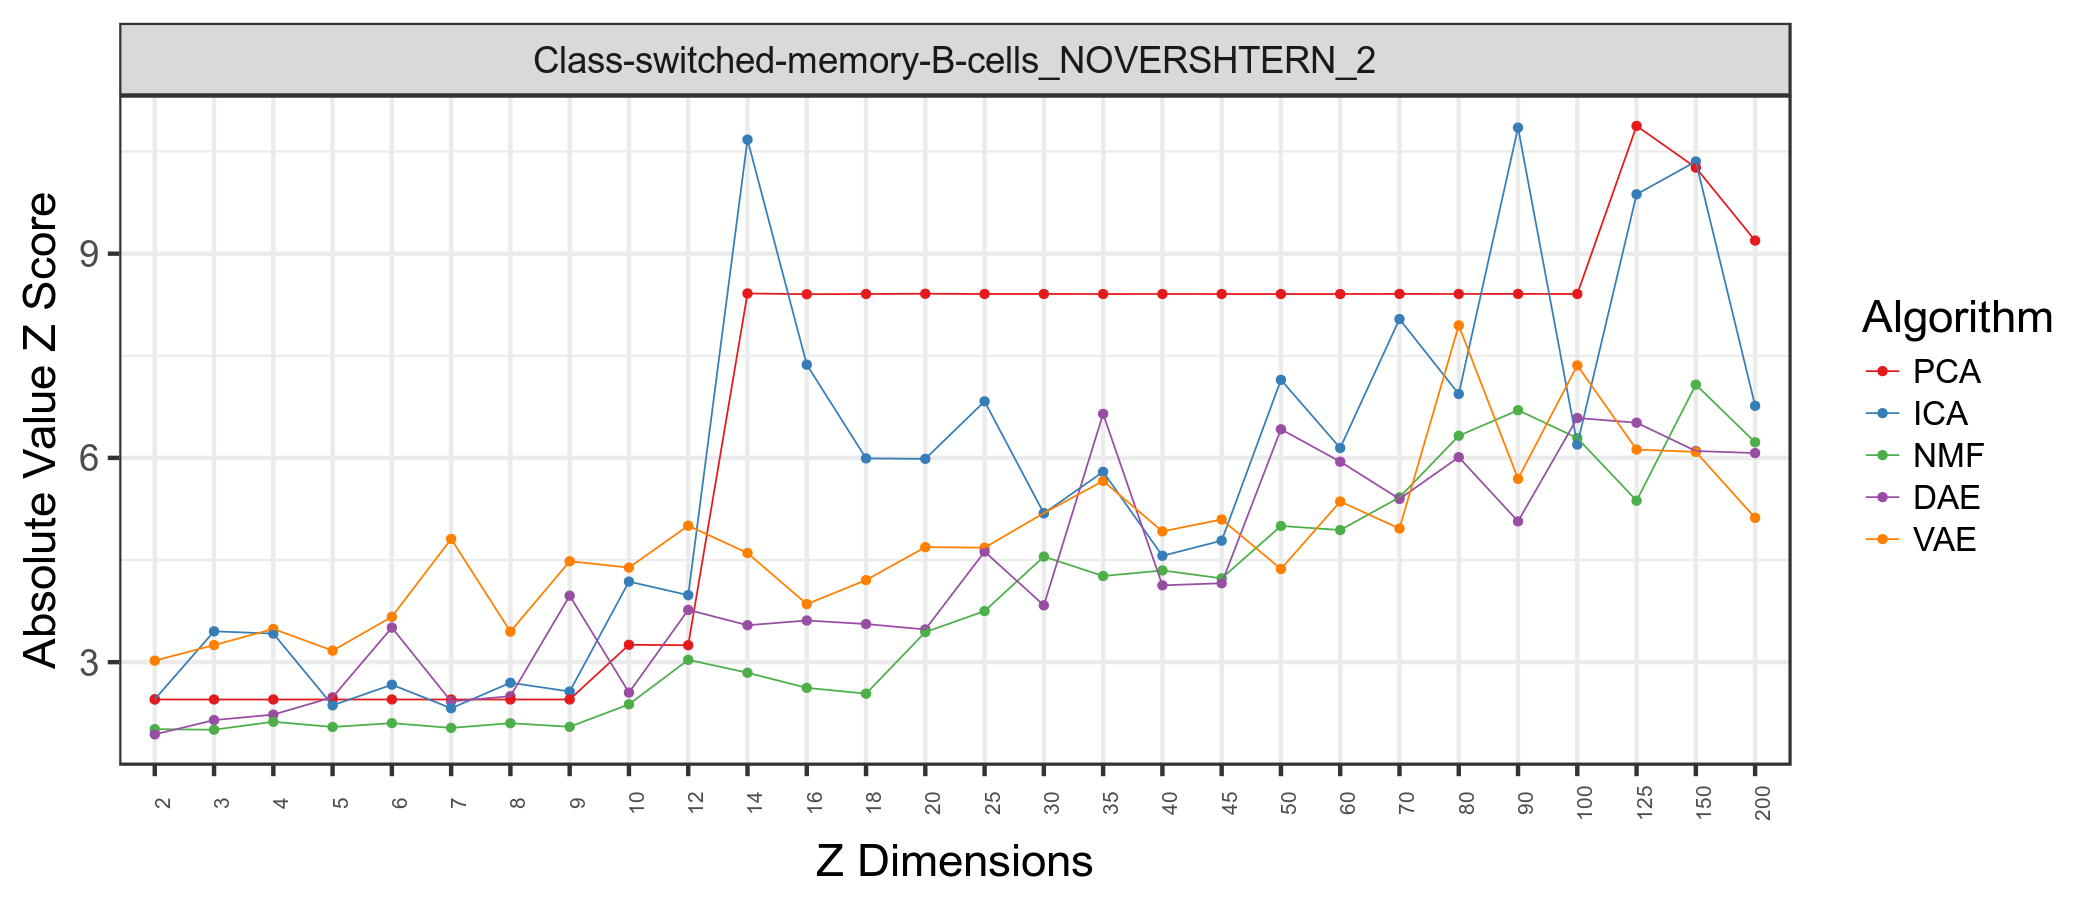 Class-switched-memory-B-cells_NOVERSHTERN_2
Absolute Value Z Score
9
6
3
2 3 4 5 6 7 8 9 10 12 14 16 18 20 25 30 35 40 45 50 60 70 80 90 100 125 150 200
Z Dimensions
Algorithm
PCA
ICA
NMF
DAE
VAE